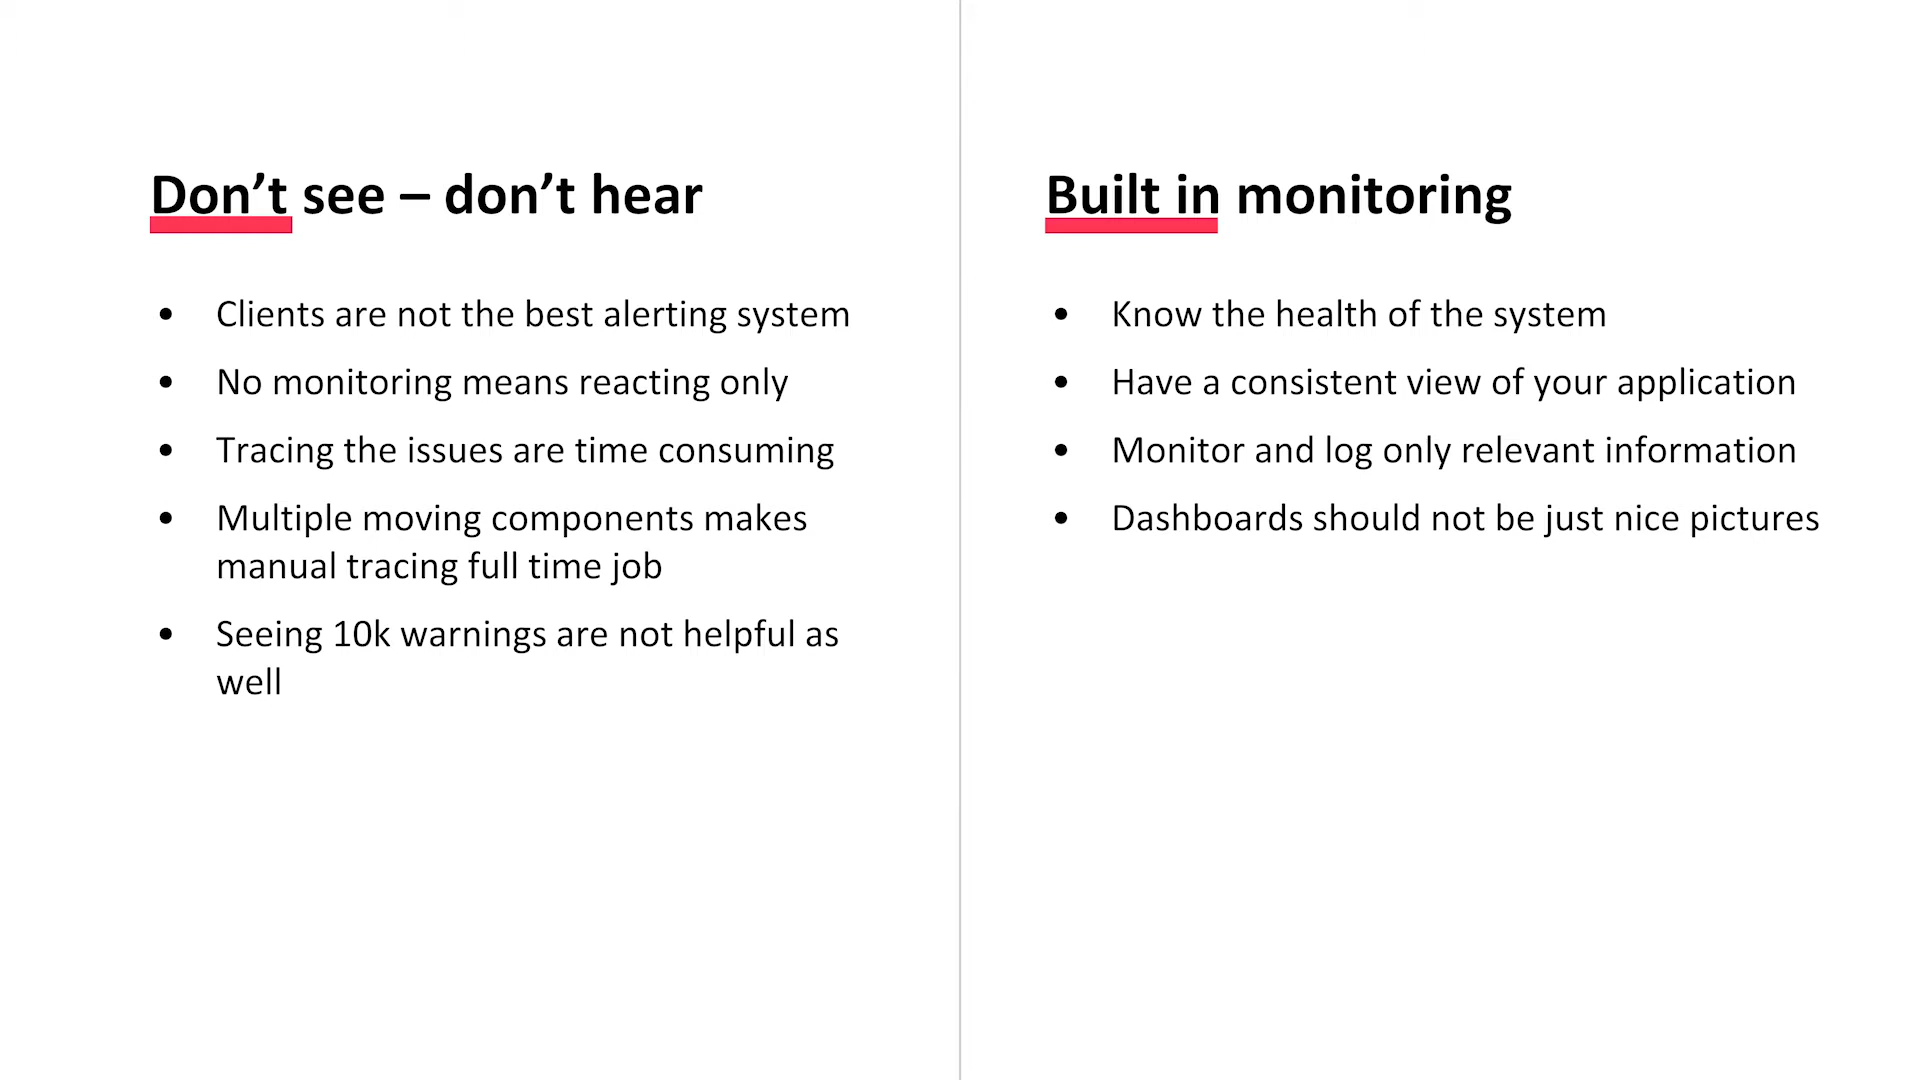 Don’t see – don’t hear
• Clients are not the best alerting system
• No monitoring means reacting only
• Tracing the issues are time consuming
• Multiple moving components makes
manual tracing full time job
• Seeing 10k warnings are not helpful as
well
Built in monitoring
• Know the health of the system
• Have a consistent view of your application
• Monitor and log only relevant information
• Dashboards should not be just nice pictures